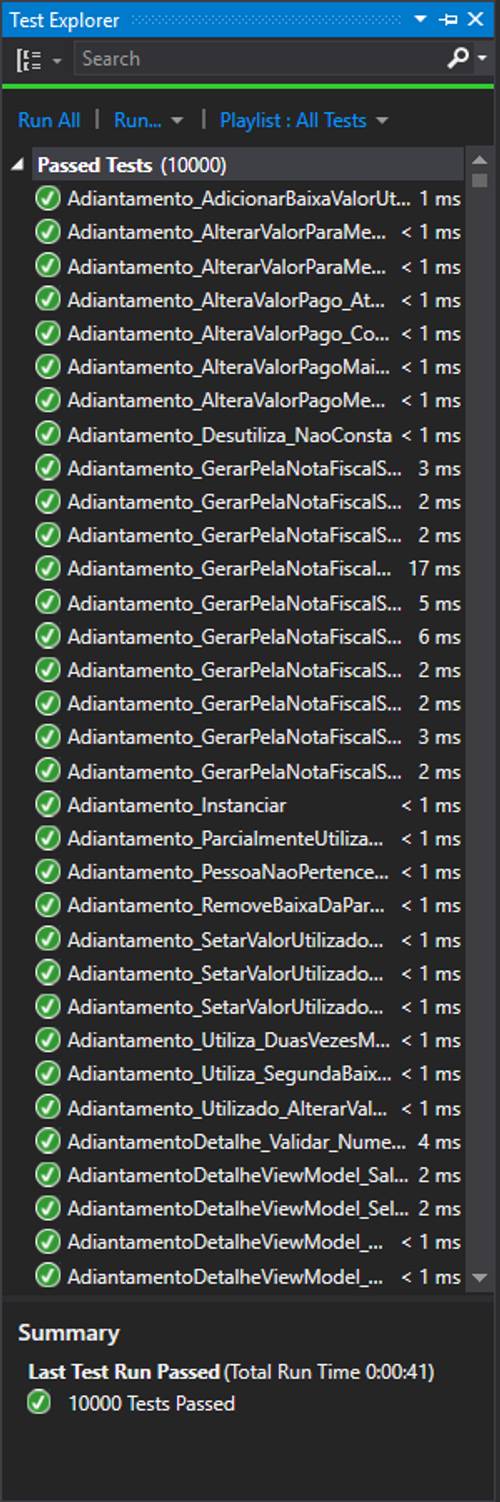 Test Explorer
Search
Run All | Run... | Playlist : All Tests
Passed Tests (10000)
Adiantamento_AdicionarBaixaValorUt... 1 ms
Adiantamento_AlterarValorParaMe... < 1 ms
Adiantamento_AlterarValorParaMe... < 1 ms
Adiantamento_AlteraValorPago_At... < 1 ms
Adiantamento_AlteraValorPago_Co... < 1 ms
Adiantamento_AlteraValorPagoMai... < 1 ms
Adiantamento_AlteraValorPagoMe... < 1 ms
Adiantamento_Desutiliza_NaoConsta < 1 ms
Adiantamento_GerarPelaNotaFiscalS... 3 ms
Adiantamento_GerarPelaNotaFiscalS... 2 ms
Adiantamento_GerarPelaNotaFiscalS... 2 ms
Adiantamento_GerarPelaNotaFiscal... 17 ms
Adiantamento_GerarPelaNotaFiscalS... 5 ms
Adiantamento_GerarPelaNotaFiscalS... 6 ms
Adiantamento_GerarPelaNotaFiscalS... 2 ms
Adiantamento_GerarPelaNotaFiscalS... 2 ms
Adiantamento_GerarPelaNotaFiscalS... 3 ms
Adiantamento_GerarPelaNotaFiscalS... 2 ms
Adiantamento_Instanciar < 1 ms
Adiantamento_ParcialmenteUtiliza... < 1 ms
Adiantamento_PessoaNaoPertence... < 1 ms
Adiantamento_RemoveBaixaDaPar... < 1 ms
Adiantamento_SetarValorUtilizado... < 1 ms
Adiantamento_SetarValorUtilizado... < 1 ms
Adiantamento_SetarValorUtilizado... < 1 ms
Adiantamento_Utiliza_DuasVezesM... < 1 ms
Adiantamento_Utiliza_SegundaBaix... < 1 ms
Adiantamento_Utilizado_AlterarVal... < 1 ms
AdiantamentoDetalhe_Validar_Nume... 4 ms
AdiantamentoDetalheViewModel_Sal... 2 ms
AdiantamentoDetalheViewModel_Sel... 2 ms
AdiantamentoDetalheViewModel_... < 1 ms
AdiantamentoDetalheViewModel_... < 1 ms
Summary
Last Test Run Passed (Total Run Time 0:00:41)
10000 Tests Passed